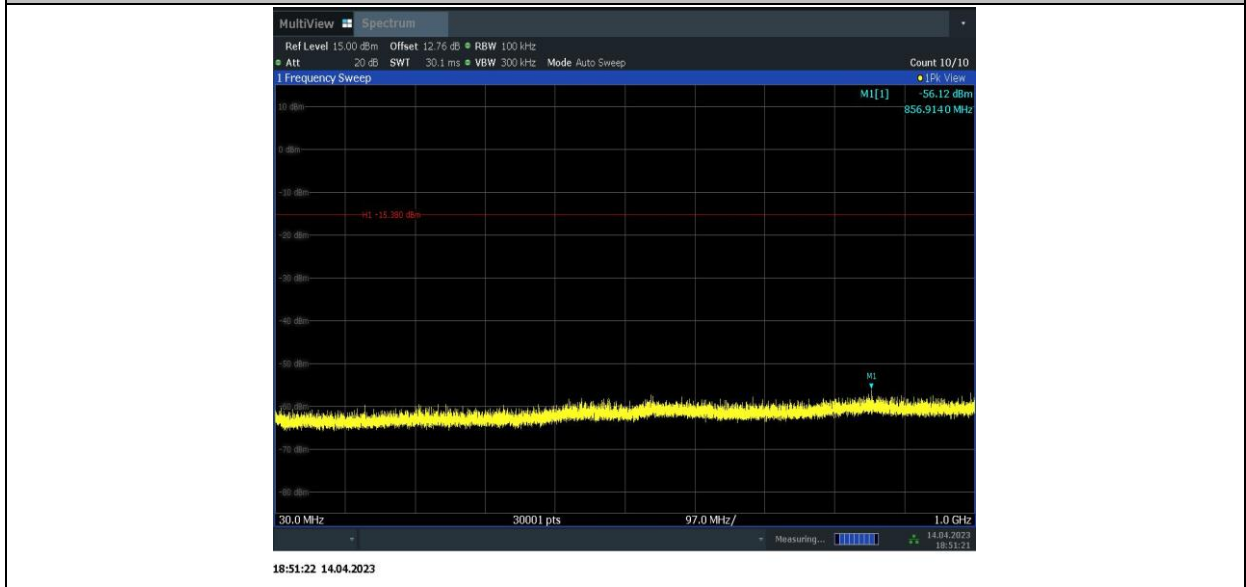 MultiView Spectrum
Ref Level 15.00 dBm Offset 12.76 dB RBW 100 kHz
Att 20 dB SWT 30.1 ms VBW 300 kHz Mode Auto Sweep Count 10/10
1 Frequency Sweep 1Pk View
M1[1] -56.12 dBm
856.9140 MHz
10 dBm
0 dBm
-10 dBm
H1 -15.380 dBm
-20 dBm
-30 dBm
-40 dBm
-50 dBm
M1
-60 dBm
-70 dBm
-80 dBm
30.0 MHz 30001 pts 97.0 MHz/ 1.0 GHz
Measuring... 14.04.2023
18:51:21
18:51:22 14.04.2023